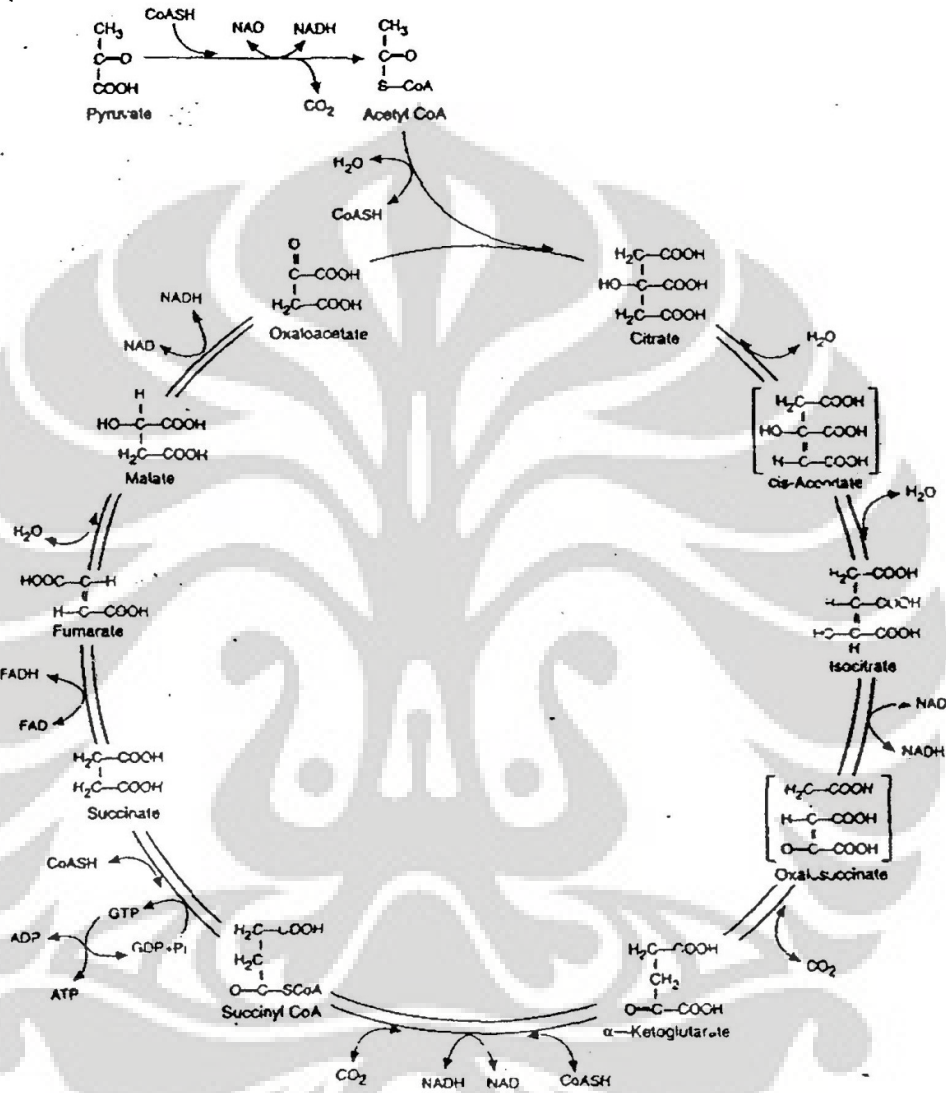 CoASH
NAD NADH
CH₃
C—O
COOH
Pyruvate
CO₂
CH₃
C—O
S—CoA
Acetyl CoA
H₂O
CoASH
O
C—COOH
H₂C—COOH
Oxaloacetate
H₂C—COOH
HO—C—COOH
H₂C—COOH
Citrate
NADH
NAD
H₂O
H
HO—C—COOH
H₂C—COOH
Malate
H₂C—COOH
HO—C—COOH
H—C—COOH
H₂O
H₂O
HOOC—C—H
H—C—COOH
Fumarate
H₂C—COOH
C—COOH
C—COOH
H
Isocitrate
FADH
FAD
NAD
NADH
H₂C—COOH
H₂C—COOH
Succinate
H₂C—COOH
H—C—COOH
O—C—COOH
CoASH
GTP
ADP
GDP+Pi
ATP
H₂C
H₂C
O—C—SCoA
Succinyl CoA
H₂C—COOH
CH₂
O—C—COOH
CO₂
CO₂ NADH NAD CoASH